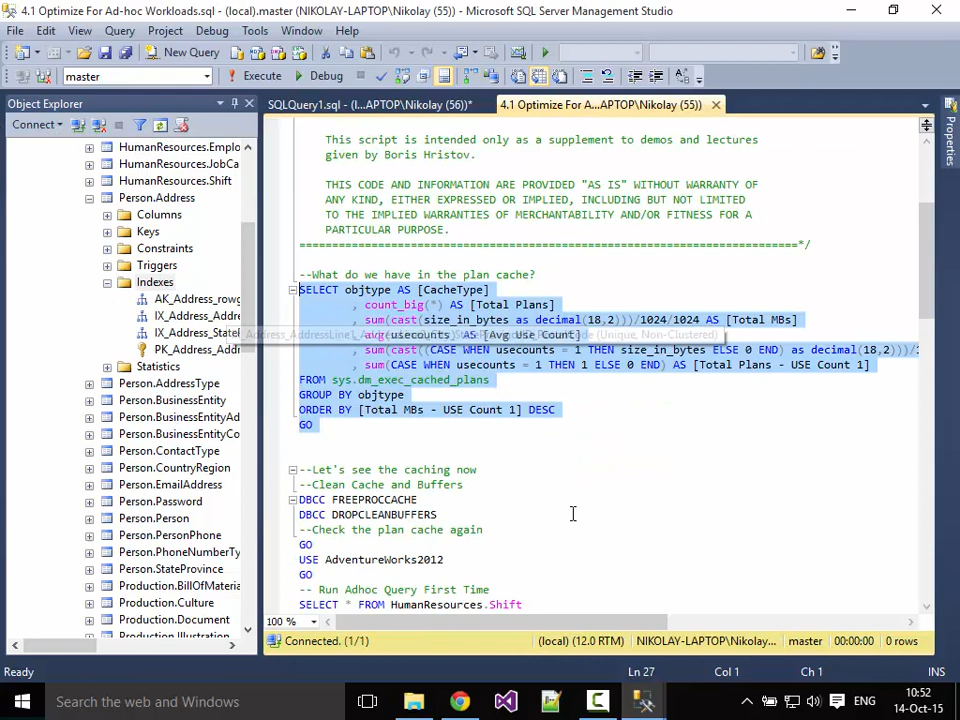 4.1 Optimize For Ad-hoc Workloads.sql - (local).master (NIKOLAY-LAPTOP\Nikolay (55)) - Microsoft SQL Server Management Studio
File Edit View Query Project Debug Tools Window Help
New Query
master Execute Debug
Object Explorer
Connect
HumanResources.Emplo
HumanResources.JobCa
HumanResources.Shift
Person.Address
Columns
Keys
Constraints
Triggers
Indexes
AK_Address_rowg
IX_Address_Addre
IX_Address_StateP
PK_Address_Addr
Statistics
Person.AddressType
Person.BusinessEntity
Person.BusinessEntityAd
Person.BusinessEntityCo
Person.ContactType
Person.CountryRegion
Person.EmailAddress
Person.Password
Person.Person
Person.PersonPhone
Person.PhoneNumberTy
Person.StateProvince
Production.BillOfMateria
Production.Culture
Production.Document
Production.Illustration
SQLQuery1.sql - (l...APTOP\Nikolay (56))*
4.1 Optimize For A...APTOP\Nikolay (55))
This script is intended only as a supplement to demos and lectures
given by Boris Hristov.
THIS CODE AND INFORMATION ARE PROVIDED "AS IS" WITHOUT WARRANTY OF
ANY KIND, EITHER EXPRESSED OR IMPLIED, INCLUDING BUT NOT LIMITED
TO THE IMPLIED WARRANTIES OF MERCHANTABILITY AND/OR FITNESS FOR A
PARTICULAR PURPOSE.
============================================================================*/
--What do we have in the plan cache?
SELECT objtype AS [CacheType]
, count_big(*) AS [Total Plans]
, sum(cast(size_in_bytes as decimal(18,2)))/1024/1024 AS [Total MBs]
, avg(usecounts) AS [Avg Use Count]
, sum(cast((CASE WHEN usecounts = 1 THEN size_in_bytes ELSE 0 END) as decimal(18,2)))/1
, sum(CASE WHEN usecounts = 1 THEN 1 ELSE 0 END) AS [Total Plans - USE Count 1]
FROM sys.dm_exec_cached_plans
GROUP BY objtype
ORDER BY [Total MBs - USE Count 1] DESC
GO
--Let's see the caching now
--Clean Cache and Buffers
DBCC FREEPROCCACHE
DBCC DROPCLEANBUFFERS
--Check the plan cache again
GO
USE AdventureWorks2012
GO
-- Run Adhoc Query First Time
SELECT * FROM HumanResources.Shift
100 %
Connected. (1/1) (local) (12.0 RTM) NIKOLAY-LAPTOP\Nikolay... master 00:00:00 0 rows
Properties
Ready Ln 27 Col 1 Ch 1 INS
Search the web and Windows
ENG
10:52
14-Oct-15